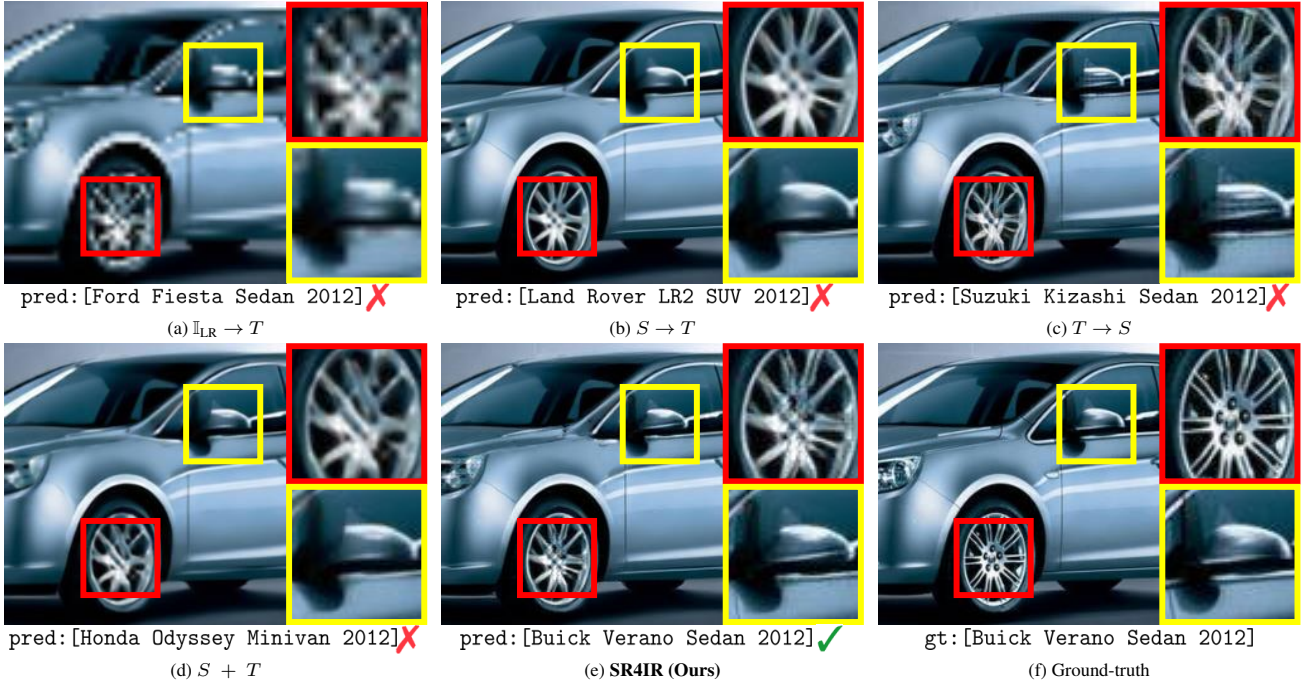 pred:[Ford Fiesta Sedan 2012]✗ pred:[Land Rover LR2 SUV 2012]✗ pred:[Suzuki Kizashi Sedan 2012]✗
(a) 𝕀LR → T (b) S → T (c) T → S
pred:[Honda Odyssey Minivan 2012]✗ pred:[Buick Verano Sedan 2012]✓ gt:[Buick Verano Sedan 2012]
(d) S + T (e) SR4IR (Ours) (f) Ground-truth